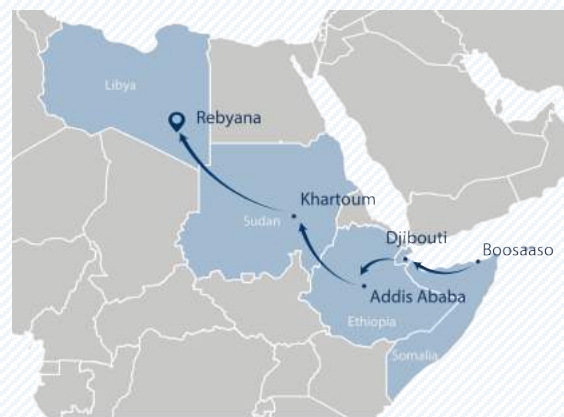 Libya
Rebyana
Khartoum
Sudan
Djibouti
Boosaaso
Addis Ababa
Ethiopia
Somalia